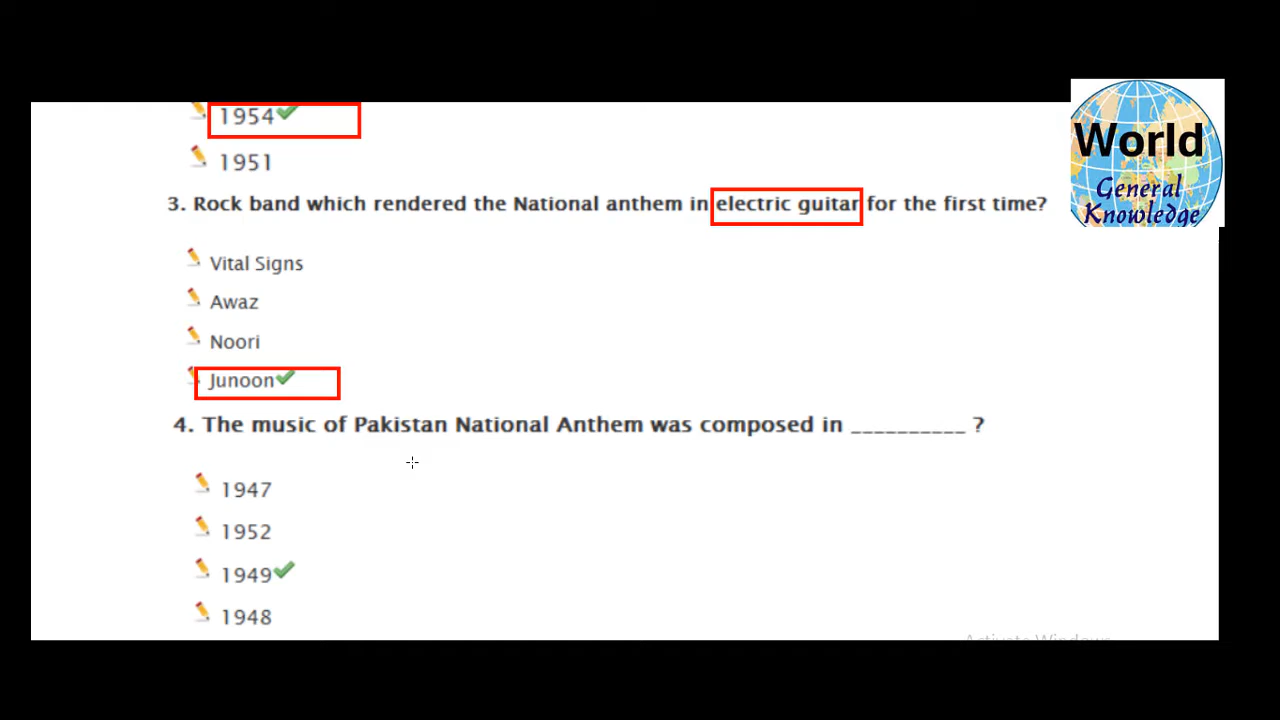 1954
1951
World
General
Knowledge
3. Rock band which rendered the National anthem in electric guitar for the first time?
Vital Signs
Awaz
Noori
Junoon
4. The music of Pakistan National Anthem was composed in __________ ?
1947
1952
1949
1948
Activate Windows